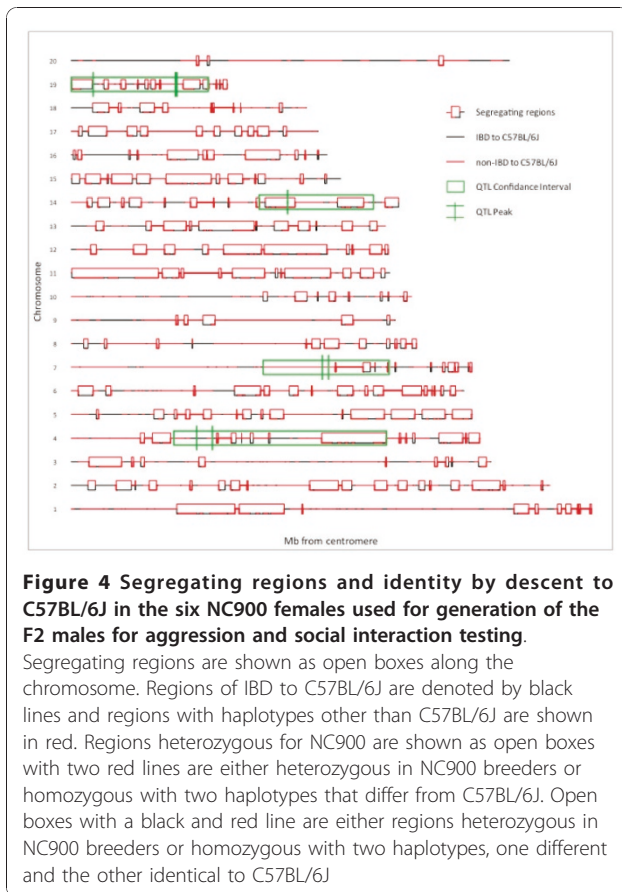 20
19
18
17
16
15
14
13
12
11
10
9
8
7
6
5
4
3
2
1
Chromosome
Segregating regions
IBD to C57BL/6J
non-IBD to C57BL/6J
QTL Confidance Interval
QTL Peak
Mb from centromere
Figure 4 Segregating regions and identity by descent to
C57BL/6J in the six NC900 females used for generation of the
F2 males for aggression and social interaction testing.
Segregating regions are shown as open boxes along the
chromosome. Regions of IBD to C57BL/6J are denoted by black
lines and regions with haplotypes other than C57BL/6J are shown
in red. Regions heterozygous for NC900 are shown as open boxes
with two red lines are either heterozygous in NC900 breeders or
homozygous with two haplotypes that differ from C57BL/6J. Open
boxes with a black and red line are either regions heterozygous in
NC900 breeders or homozygous with two haplotypes, one different
and the other identical to C57BL/6J